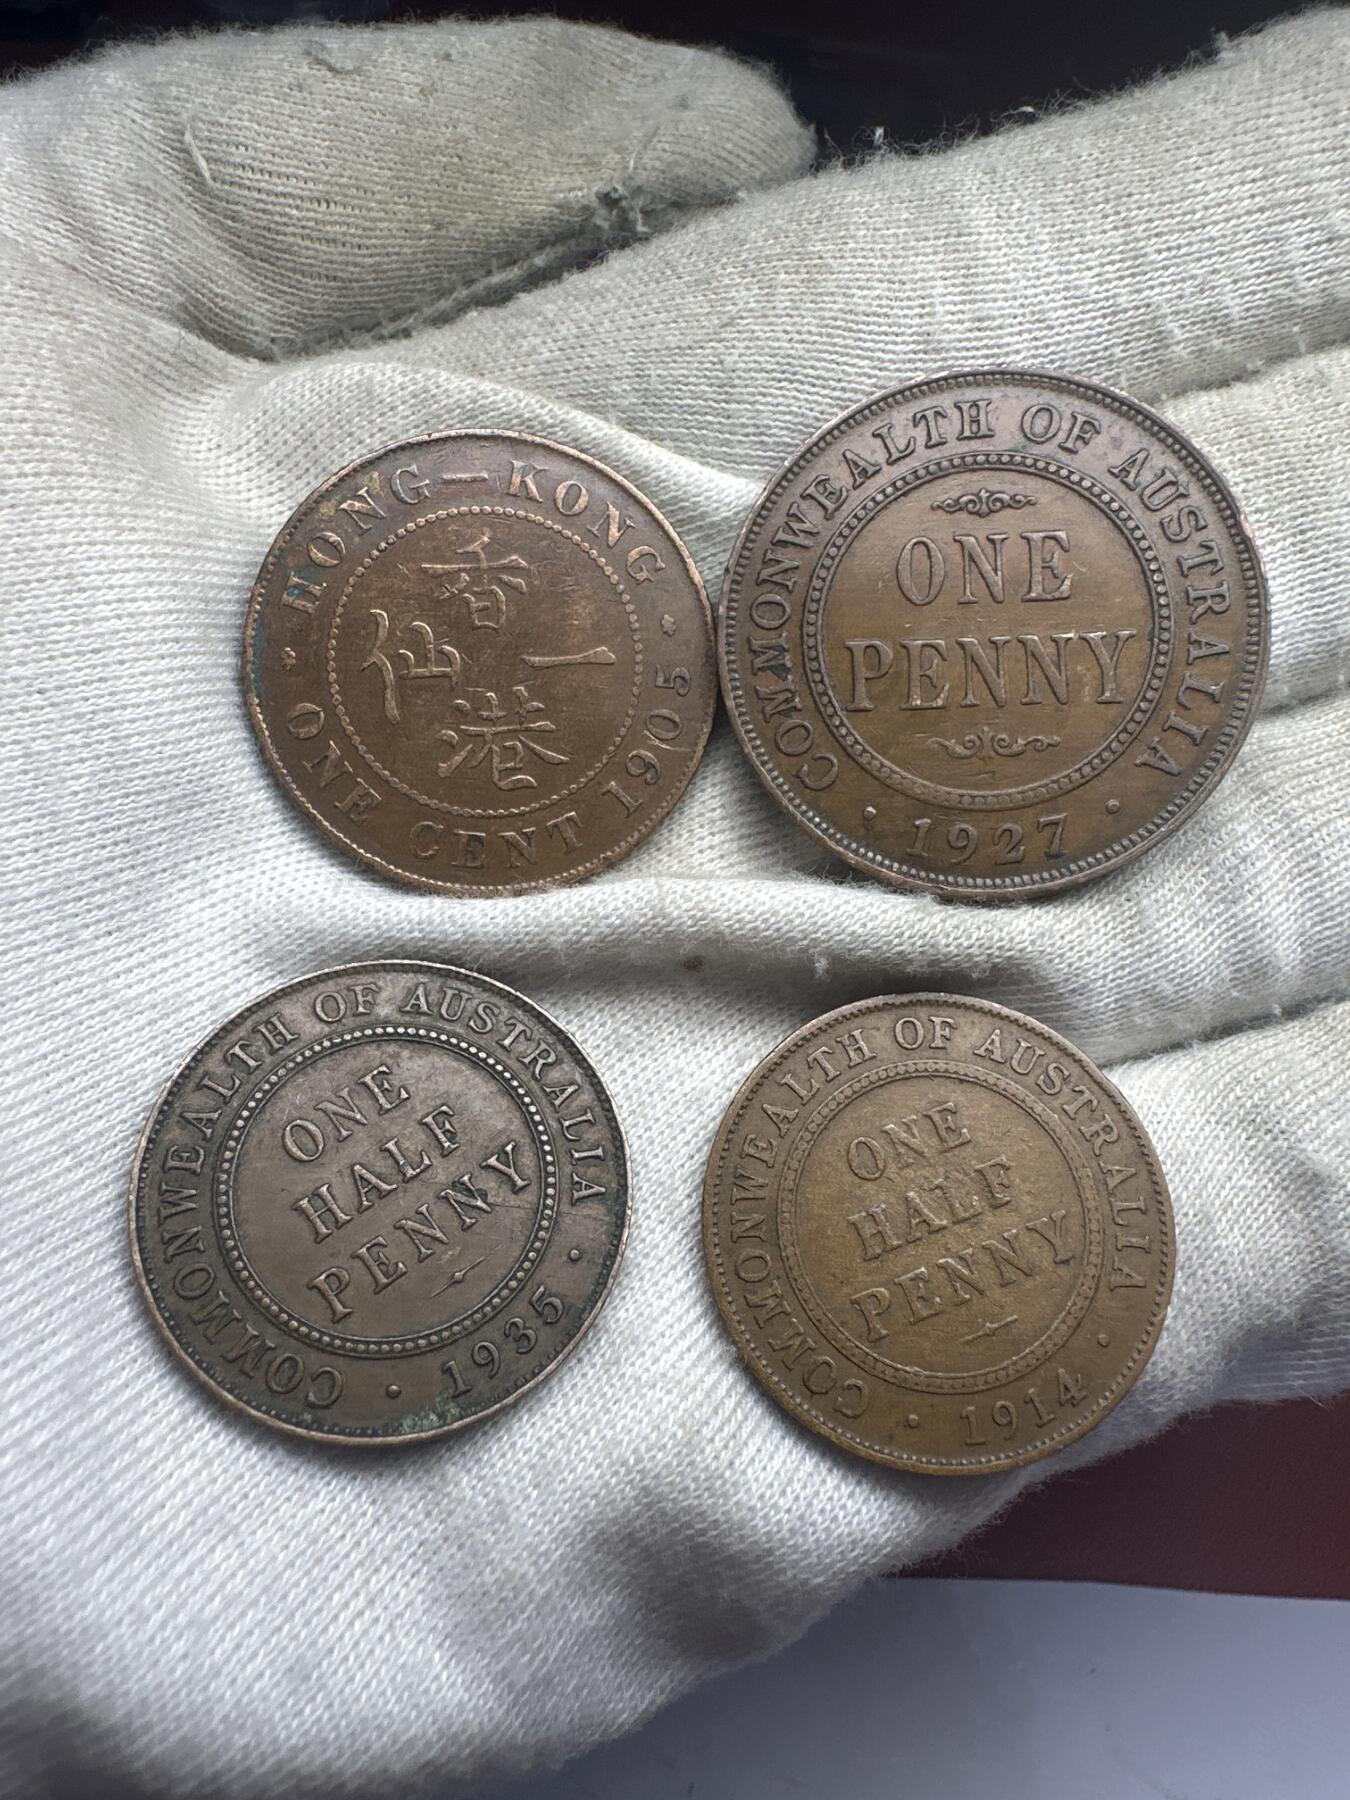 HONG-KONG
香
仙 一
港
ONE CENT 1905
COMMONWEALTH OF AUSTRALIA
ONE
PENNY
1927
COMMONWEALTH OF AUSTRALIA
ONE
HALF
PENNY
1935
COMMONWEALTH OF AUSTRALIA
ONE
HALF
PENNY
1914